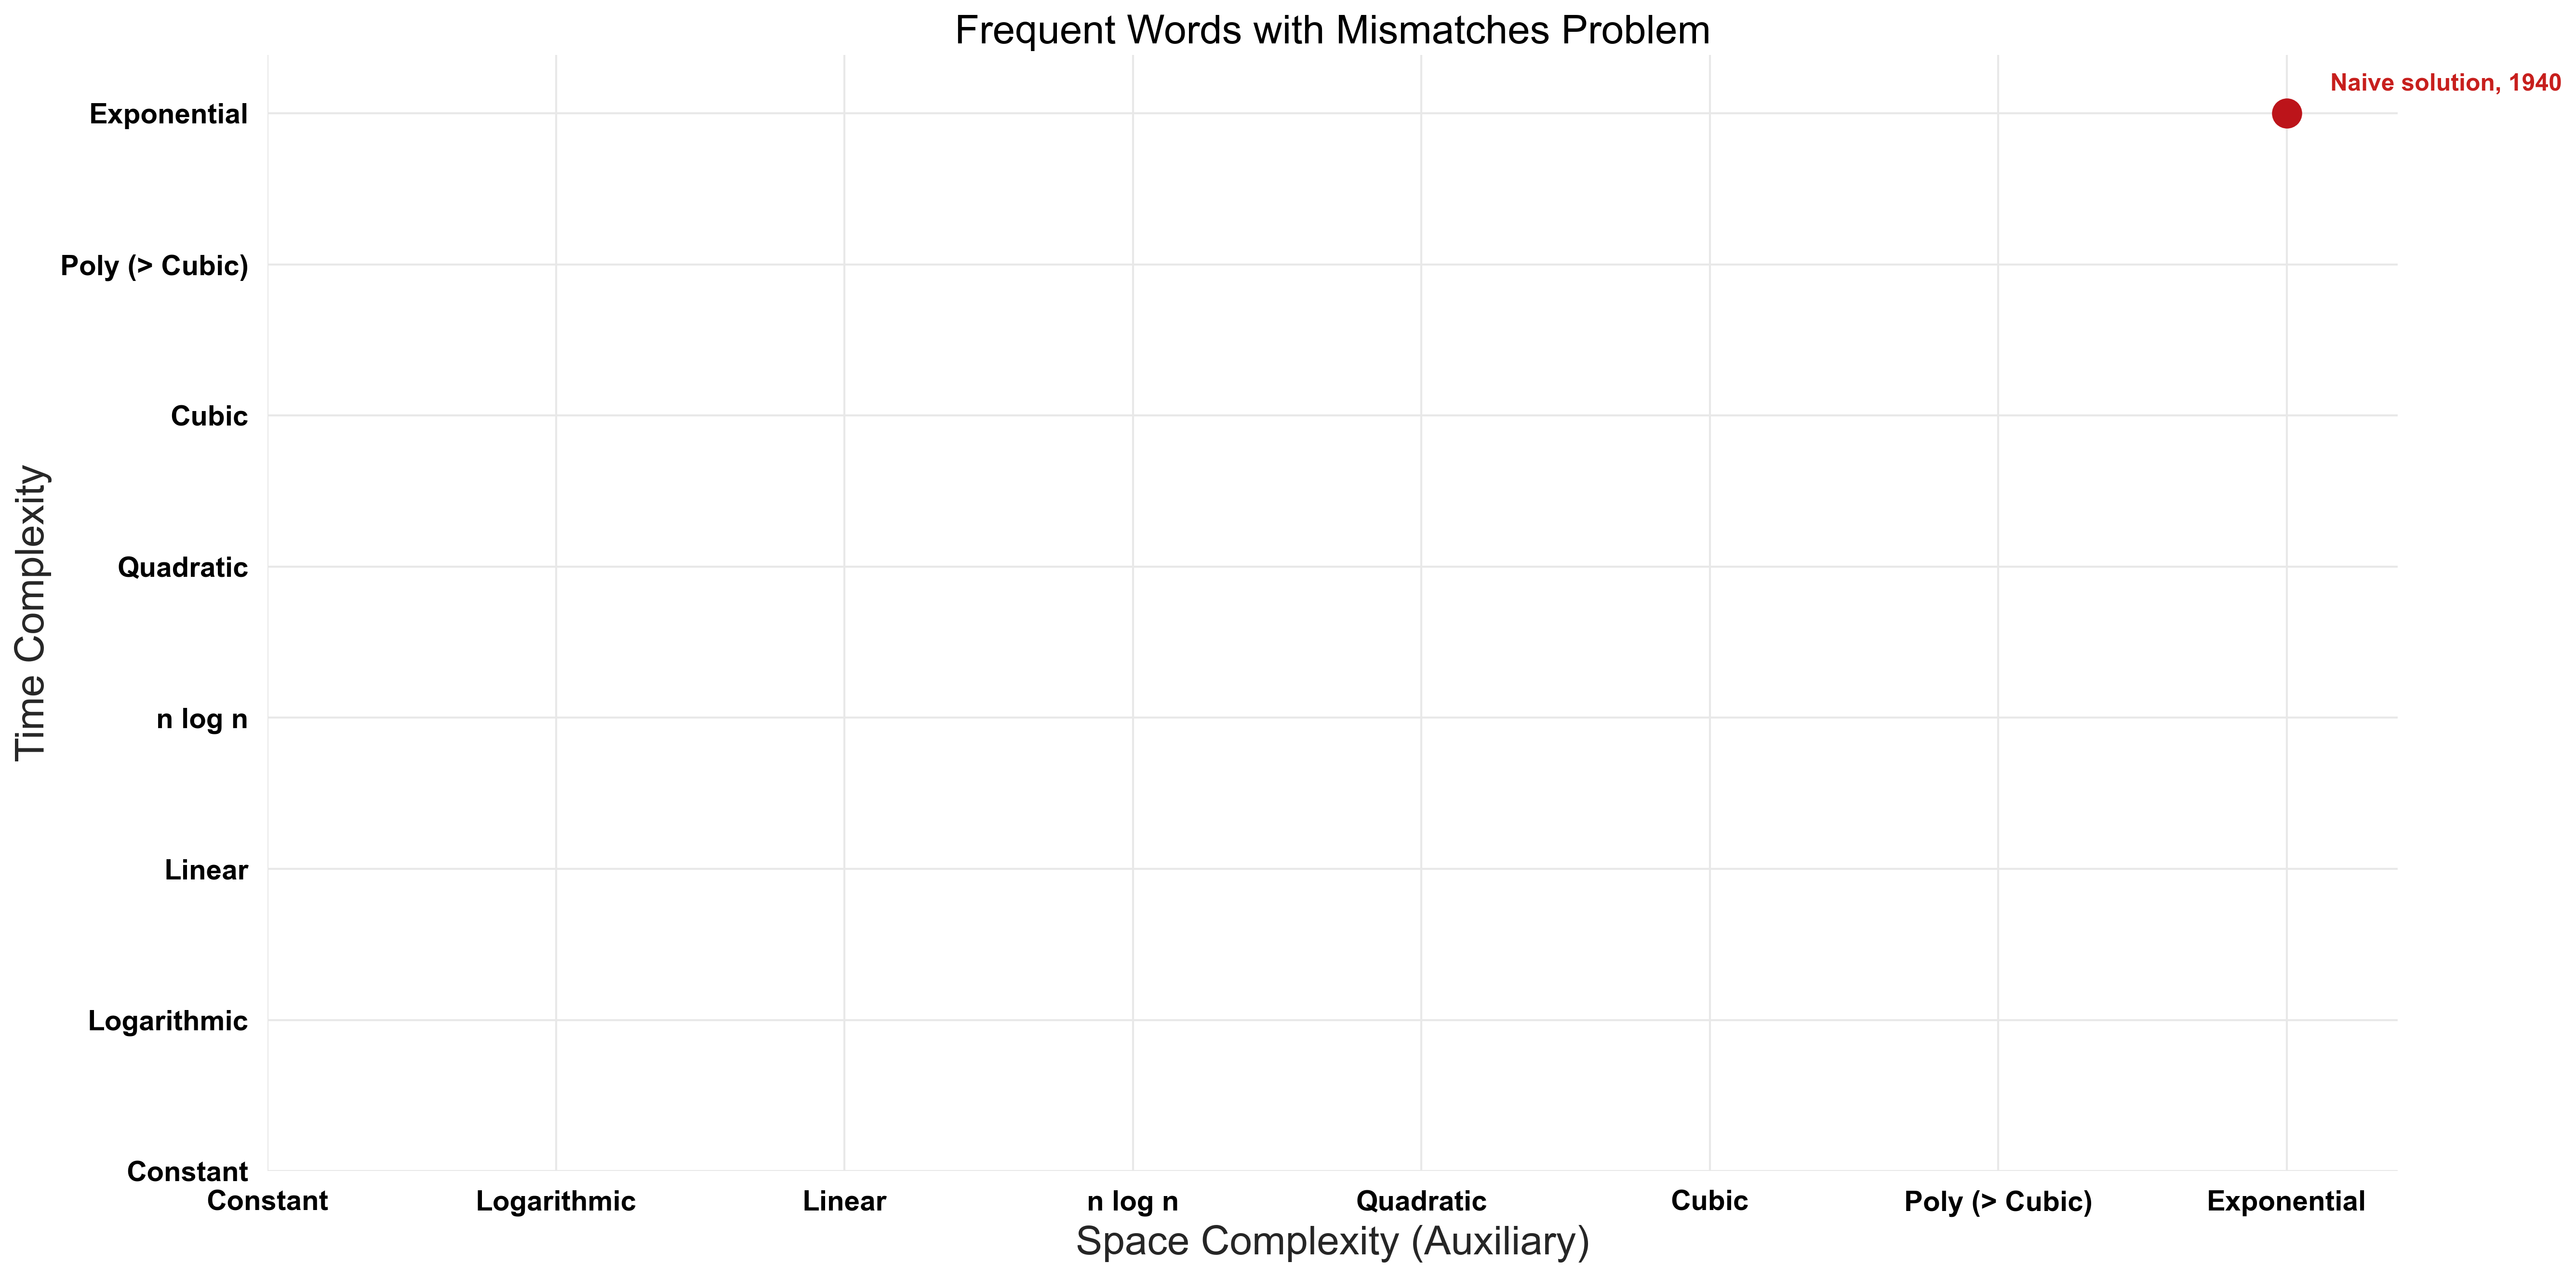 Frequent Words with Mismatches Problem
Naive solution, 1940
Time Complexity
Exponential
Poly (> Cubic)
Cubic
Quadratic
n log n
Linear
Logarithmic
Constant
Constant
Logarithmic
Linear
n log n
Quadratic
Cubic
Poly (> Cubic)
Exponential
Space Complexity (Auxiliary)